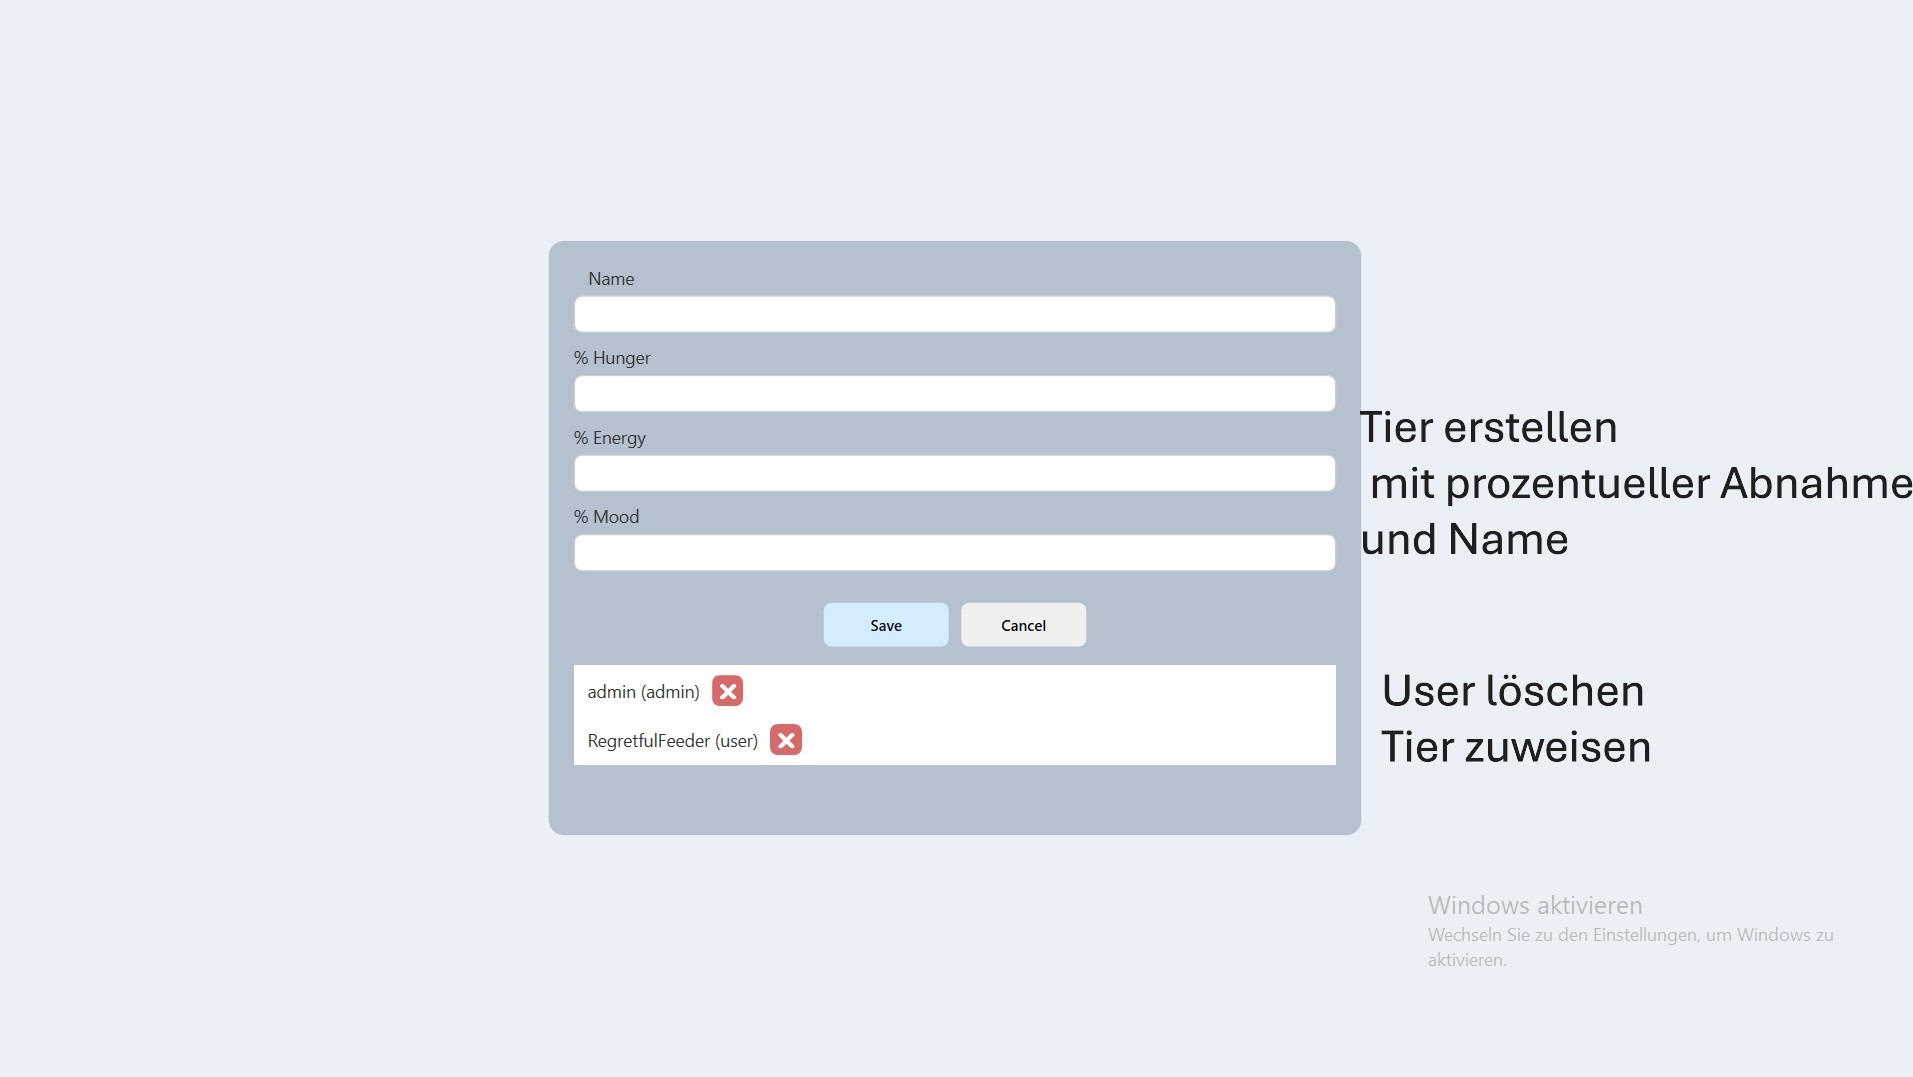 Name
% Hunger
% Energy
% Mood
Save
Cancel
admin (admin)
RegretfulFeeder (user)
Tier erstellen
mit prozentueller Abnahme
und Name
User löschen
Tier zuweisen
Windows aktivieren
Wechseln Sie zu den Einstellungen, um Windows zu
aktivieren.